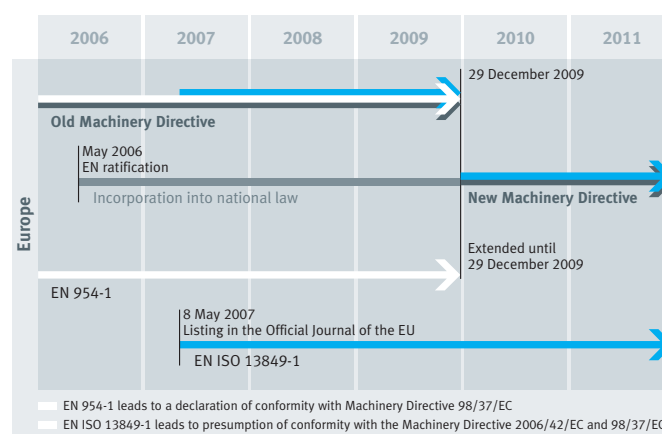 2006 2007 2008 2009 2010 2011
Europe
29 December 2009
Old Machinery Directive
May 2006
EN ratification
Incorporation into national law
New Machinery Directive
Extended until
29 December 2009
EN 954-1
8 May 2007
Listing in the Official Journal of the EU
EN ISO 13849-1
EN 954-1 leads to a declaration of conformity with Machinery Directive 98/37/EC
EN ISO 13849-1 leads to presumption of conformity with the Machinery Directive 2006/42/EC and 98/37/EC